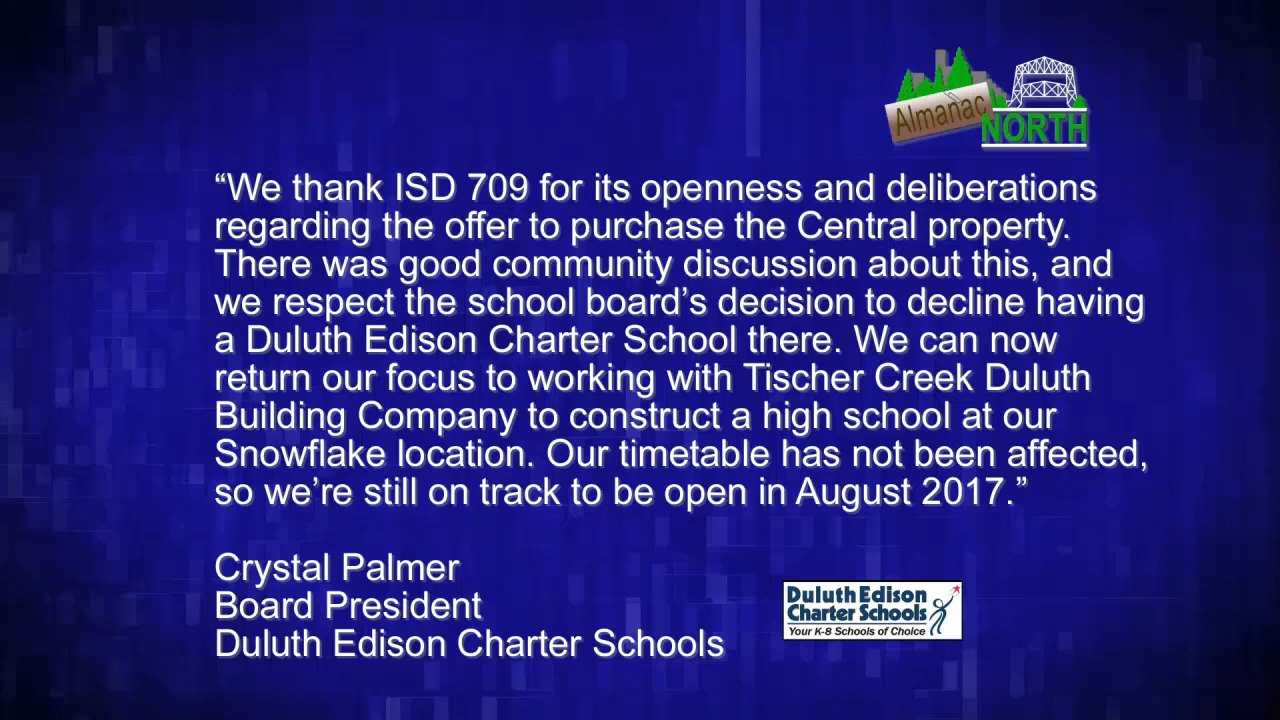 Almanac
NORTH
“We thank ISD 709 for its openness and deliberations
regarding the offer to purchase the Central property.
There was good community discussion about this, and
we respect the school board’s decision to decline having
a Duluth Edison Charter School there. We can now
return our focus to working with Tischer Creek Duluth
Building Company to construct a high school at our
Snowflake location. Our timetable has not been affected,
so we’re still on track to be open in August 2017.”
Crystal Palmer
Board President
Duluth Edison Charter Schools
Duluth Edison
Charter Schools
Your K-8 Schools of Choice